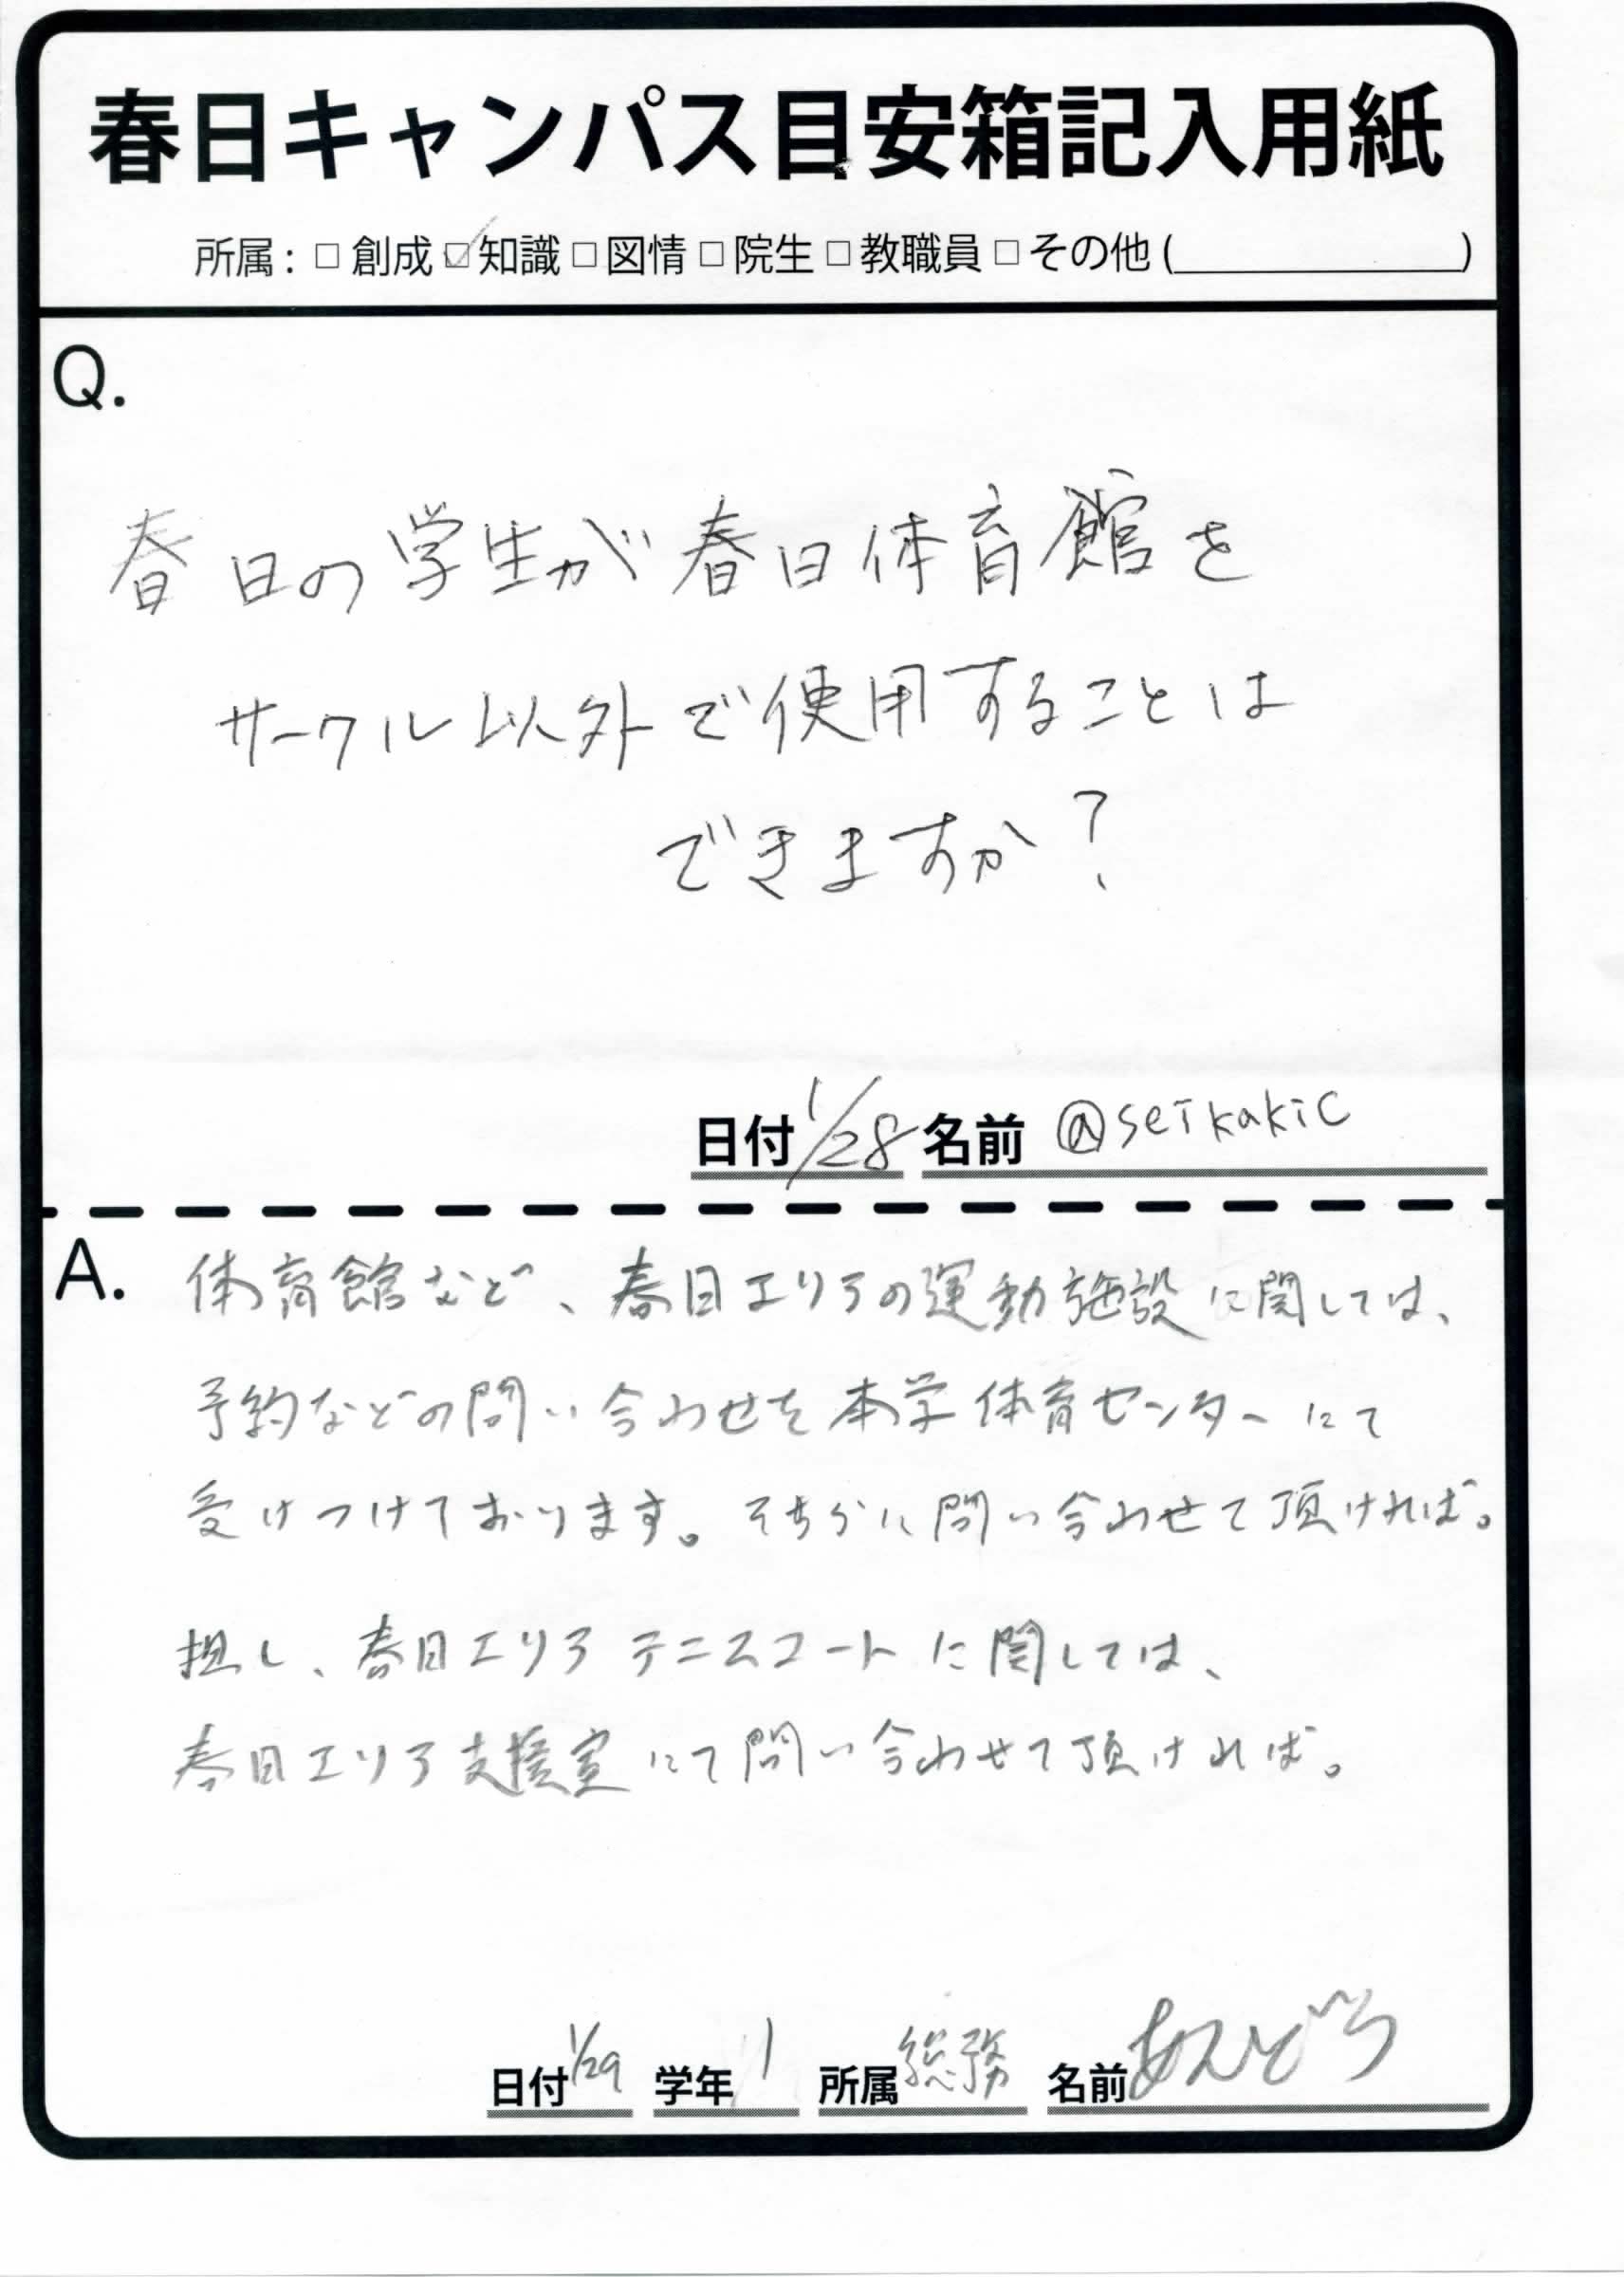 春日キャンパス目安箱記入用紙
所属：□ 創成 ☑ 知識 □ 図情 □ 院生 □ 教職員 □ その他 (＿＿＿＿＿＿)
Q.
春日の学生が春日体育館を
サークル以外で使用することは
できますか？
日付 1/28 名前 @seikakic
A. 体育館など、春日エリアの運動施設に関しては、
予約などの問い合わせを本学体育センターにて
受けつけております。そちらに問い合わせて頂ければ。
担し、春日エリアテニスコートに関しては、
春日エリア支援室にて問い合わせて頂ければ。
日付 1/29 学年 1 所属 総務 名前 あんどう